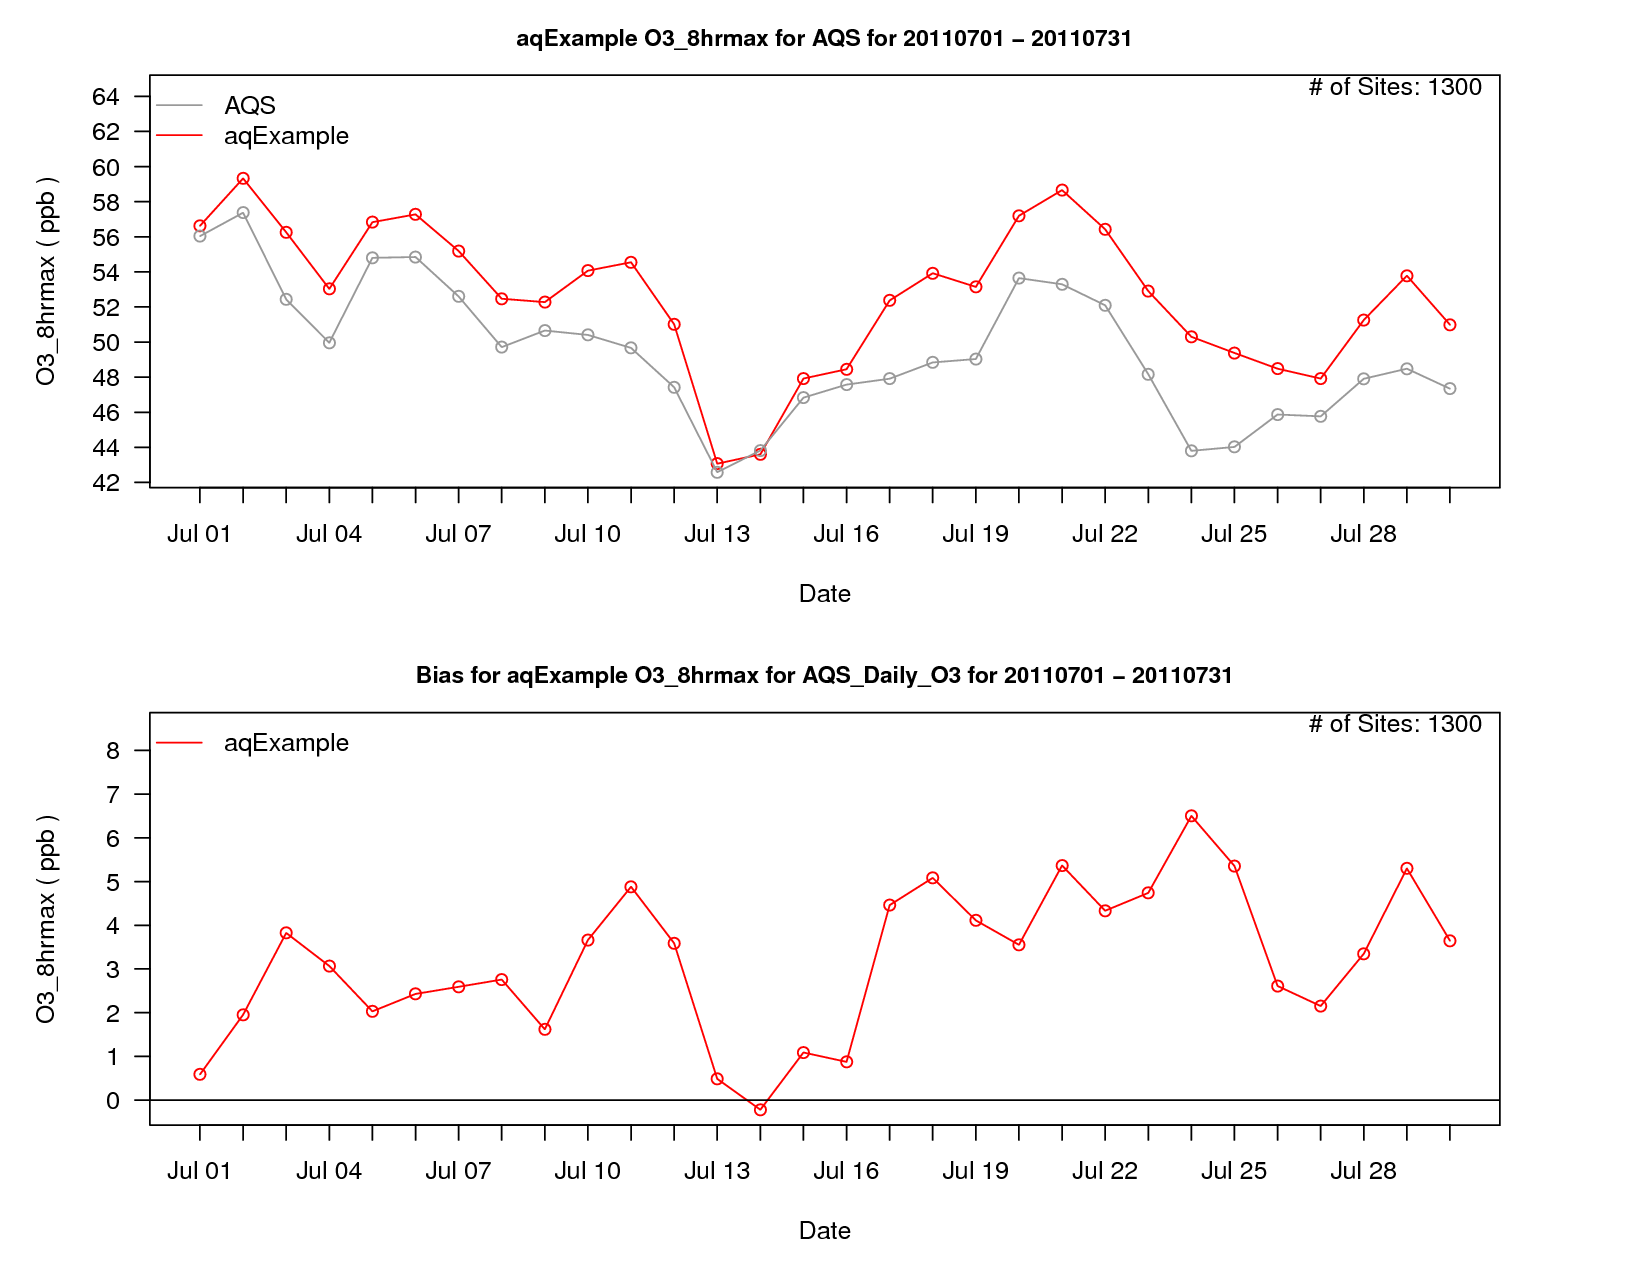 aqExample O3_8hrmax for AQS for 20110701 − 20110731
# of Sites: 1300
AQS
aqExample
64
62
60
58
56
54
52
50
48
46
44
42
O3_8hrmax ( ppb )
Jul 01 Jul 04 Jul 07 Jul 10 Jul 13 Jul 16 Jul 19 Jul 22 Jul 25 Jul 28
Date
Bias for aqExample O3_8hrmax for AQS_Daily_O3 for 20110701 − 20110731
# of Sites: 1300
aqExample
8
7
6
5
4
3
2
1
0
O3_8hrmax ( ppb )
Jul 01 Jul 04 Jul 07 Jul 10 Jul 13 Jul 16 Jul 19 Jul 22 Jul 25 Jul 28
Date